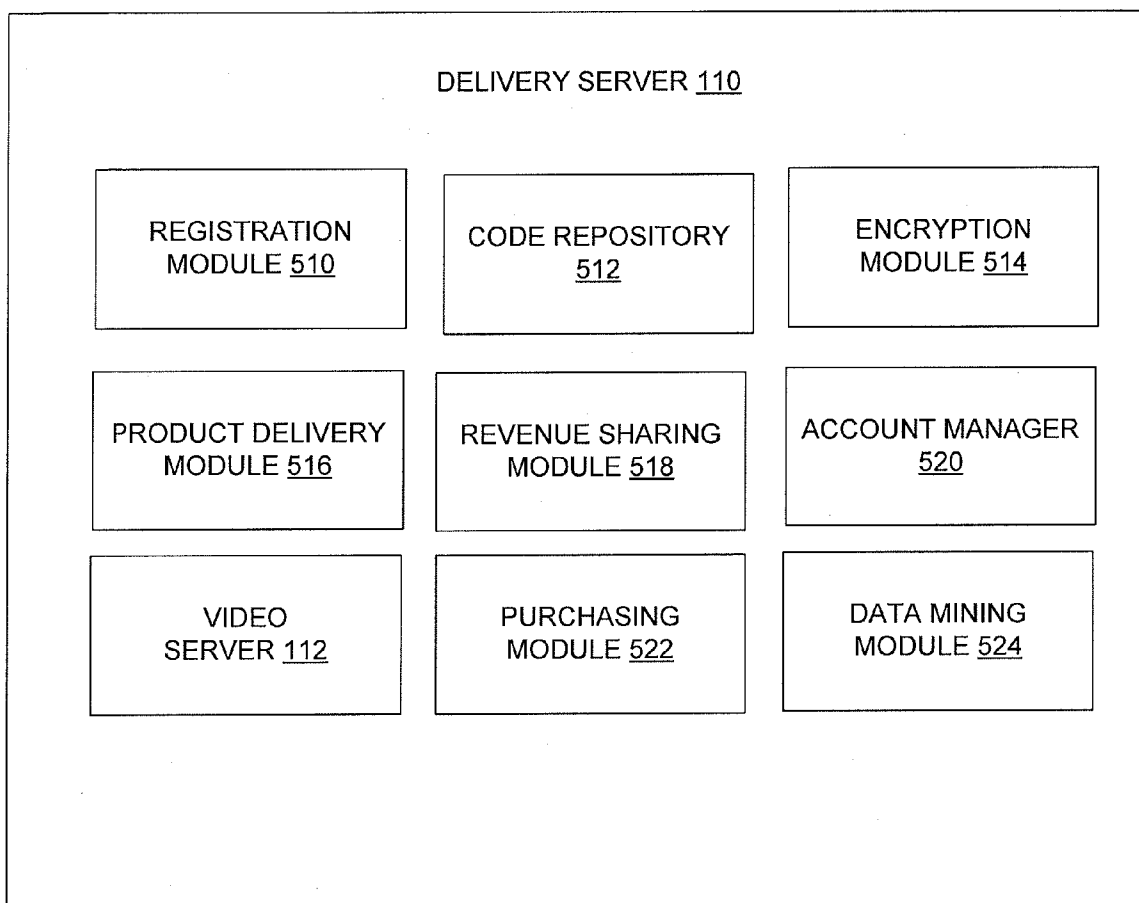 DELIVERY SERVER 110
REGISTRATION
MODULE 510
CODE REPOSITORY
512
ENCRYPTION
MODULE 514
PRODUCT DELIVERY
MODULE 516
REVENUE SHARING
MODULE 518
ACCOUNT MANAGER
520
VIDEO
SERVER 112
PURCHASING
MODULE 522
DATA MINING
MODULE 524